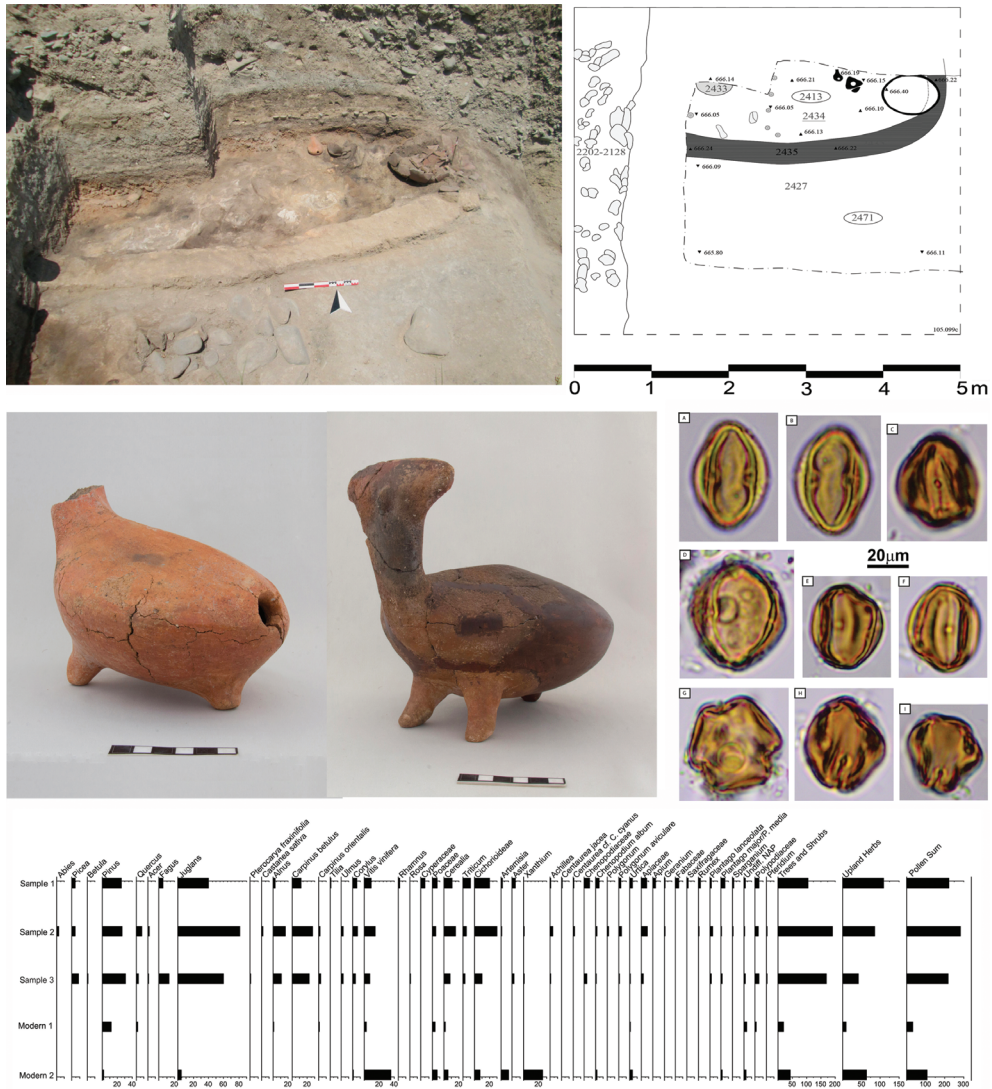 666.14
2433
666.21
666.19
666.15
666.40
666.22
2413
666.05
666.05
2434
666.10
666.13
2202-2128
666.24
2435
666.22
666.09
2427
2471
665.80
666.11
105.099c
0 1 2 3 4 5 m
A
B
C
20µm
D
E
F
G
H
I
Abies
Picea
Betula
Pinus
Quercus
Acer
Fagus
Juglans
Pterocarya fraxinifolia
Castanea sativa
Alnus
Carpinus betulus
Carpinus orientalis
Tilia
Ulmus
Corylus
Vitis vinifera
Rhamnus
Rosa
Cyperaceae
Poaceae
Cerealia
Triticum
Cichorioideae
Artemisia
Aster
Xanthium
Achillea
Centaurea jacea
Centaurea cf. C. cyanus
Chenopodiaceae
Chenopodium album
Polygonum
Polygonum aviculare
Urtica
Apiaceae
Apium
Geranium
Fabaceae
Saxifragaceae
Rumex
Plantago lanceolata
Plantago major/P. media
Sparganium
Undiff. NAP
Polypodiaceae
Pteridium
Trees and Shrubs
Upland Herbs
Pollen Sum
Sample 1
Sample 2
Sample 3
Modern 1
Modern 2
20 40 20 20 40 60 80 20 20 40 20 20 20 50 100 150 200 50 100 150 100 200 300